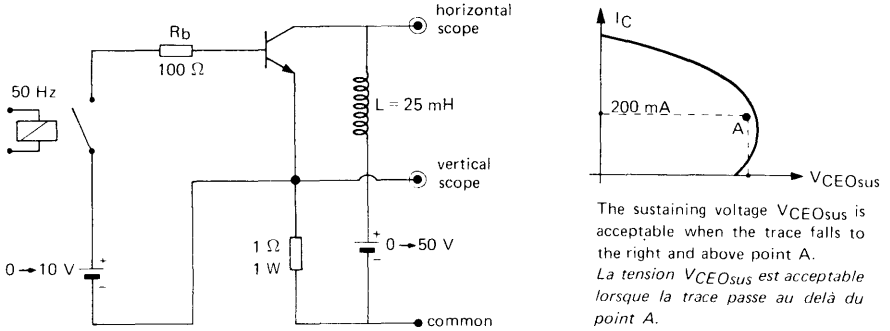 horizontal
scope
Rb
100 Ω
50 Hz
L = 25 mH
vertical
scope
1 Ω
1 W
+
0 → 50 V
−
0 → 10 V
+
−
common
IC
200 mA
A
VCEOsus
The sustaining voltage VCEOsus is
acceptable when the trace falls to
the right and above point A.
La tension VCEOsus est acceptable
lorsque la trace passe au delà du
point A.